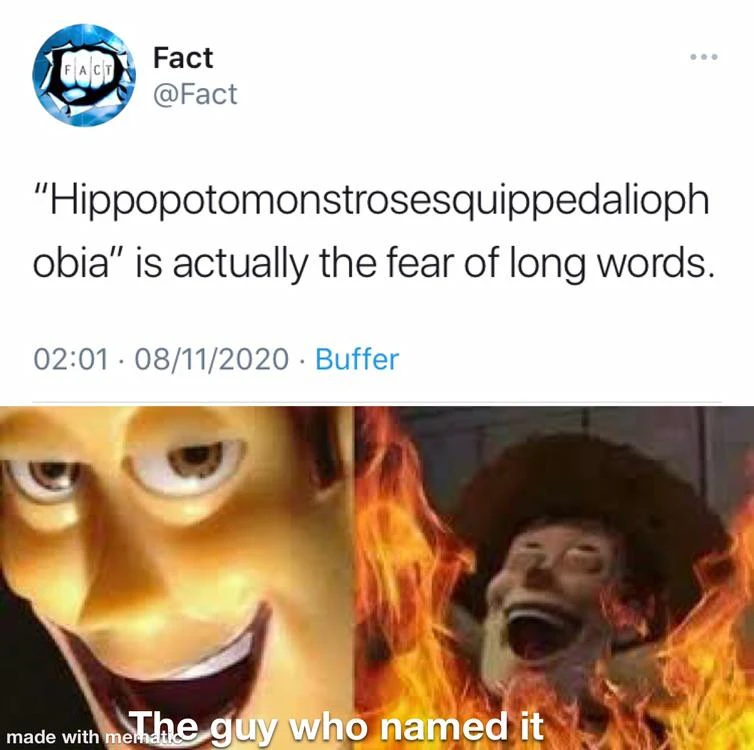 FACT
Fact
@Fact
“Hippopotomonstrosesquippedalioph
obia” is actually the fear of long words.
02:01 · 08/11/2020 · Buffer
The guy who named it
made with mematic